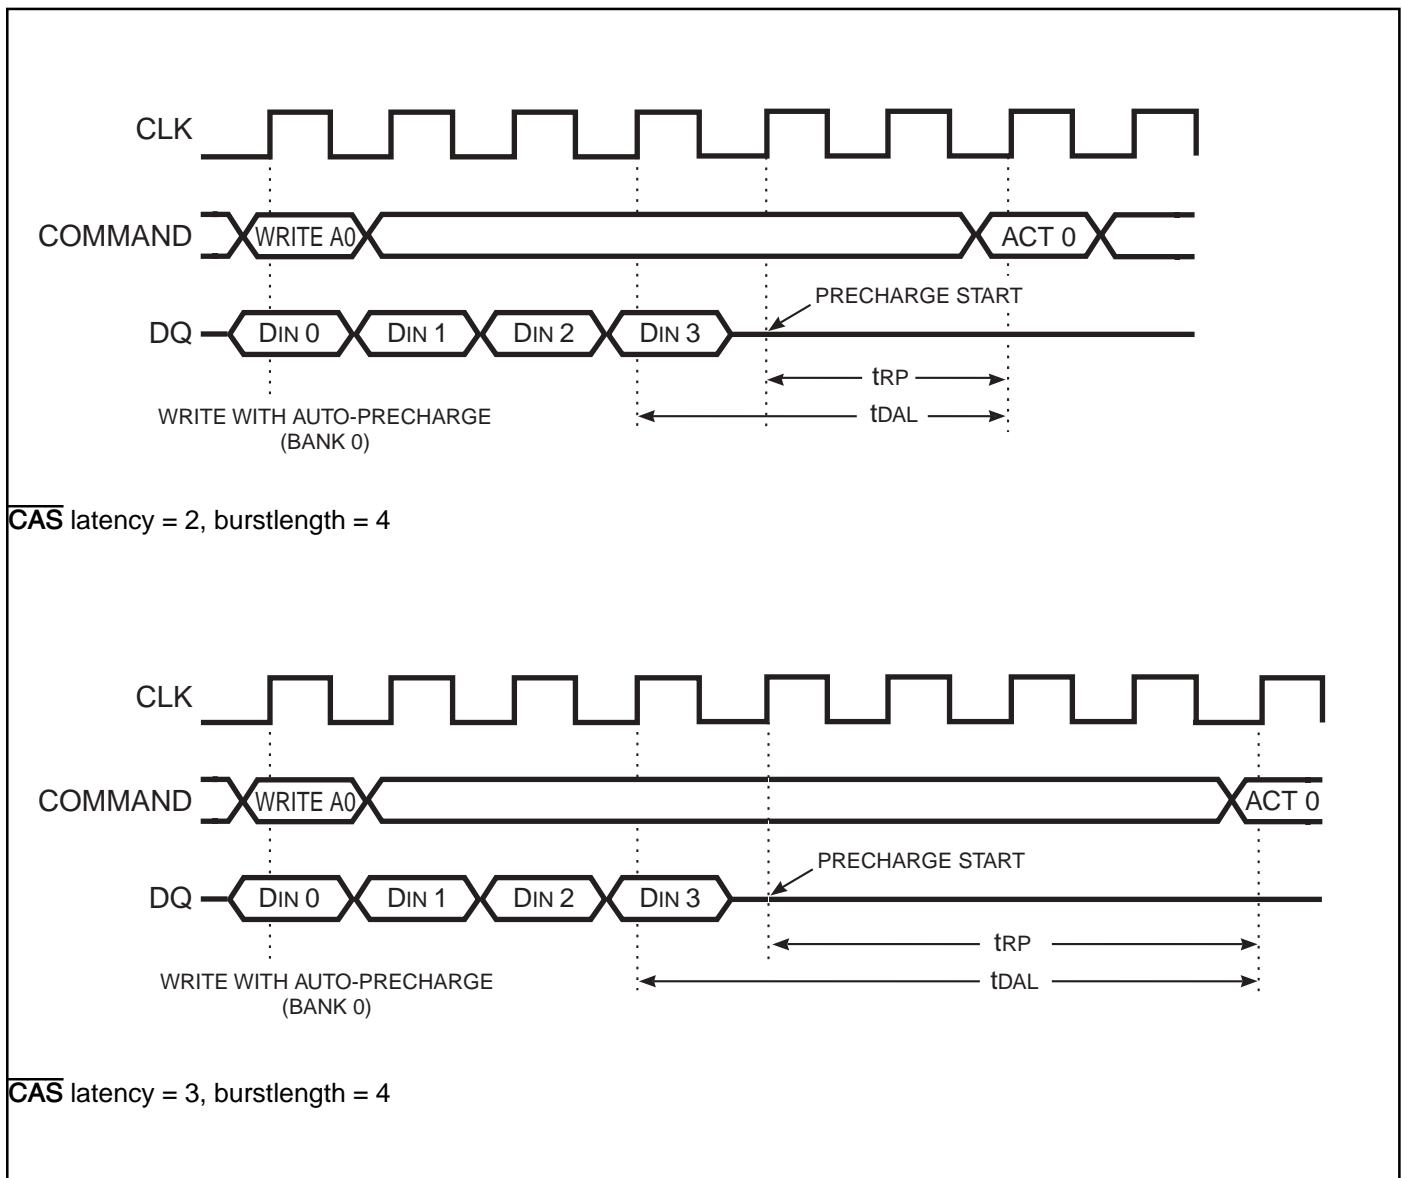 CLK
COMMAND WRITE A0 ACT 0
PRECHARGE START
DQ DIN 0 DIN 1 DIN 2 DIN 3
tRP
WRITE WITH AUTO-PRECHARGE tDAL
(BANK 0)
CAS latency = 2, burstlength = 4
CLK
COMMAND WRITE A0 ACT 0
PRECHARGE START
DQ DIN 0 DIN 1 DIN 2 DIN 3
tRP
WRITE WITH AUTO-PRECHARGE tDAL
(BANK 0)
CAS latency = 3, burstlength = 4